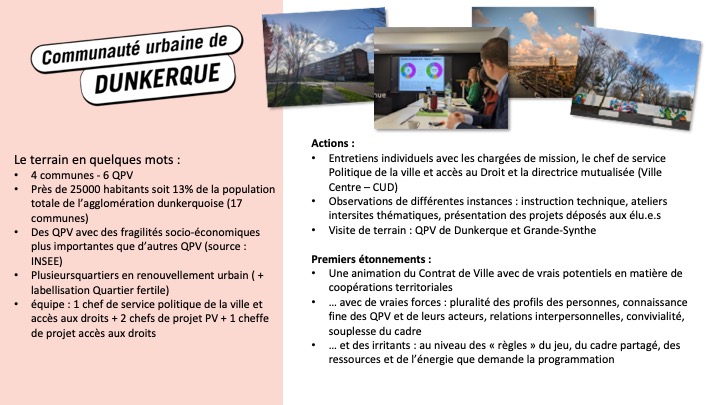 Communauté urbaine de
DUNKERQUE
Le terrain en quelques mots :
• 4 communes - 6 QPV
• Près de 25000 habitants soit 13% de la population
totale de l'agglomération dunkerquoise (17
communes)
• Des QPV avec des fragilités socio-économiques
plus importantes que d'autres QPV (source :
INSEE)
• Plusieursquartiers en renouvellement urbain ( +
labellisation Quartier fertile)
• équipe : 1 chef de service politique de la ville et
accès aux droits + 2 chefs de projet PV + 1 cheffe
de projet accès aux droits
Actions :
• Entretiens individuels avec les chargées de mission, le chef de service
Politique de la ville et accès au Droit et la directrice mutualisée (Ville
Centre – CUD)
• Observations de différentes instances : instruction technique, ateliers
intersites thématiques, présentation des projets déposés aux élu.e.s
• Visite de terrain : QPV de Dunkerque et Grande-Synthe
Premiers étonnements :
• Une animation du Contrat de Ville avec de vrais potentiels en matière de
coopérations territoriales
• … avec de vraies forces : pluralité des profils des personnes, connaissance
fine des QPV et de leurs acteurs, relations interpersonnelles, convivialité,
souplesse du cadre
• … et des irritants : au niveau des « règles » du jeu, du cadre partagé, des
ressources et de l'énergie que demande la programmation